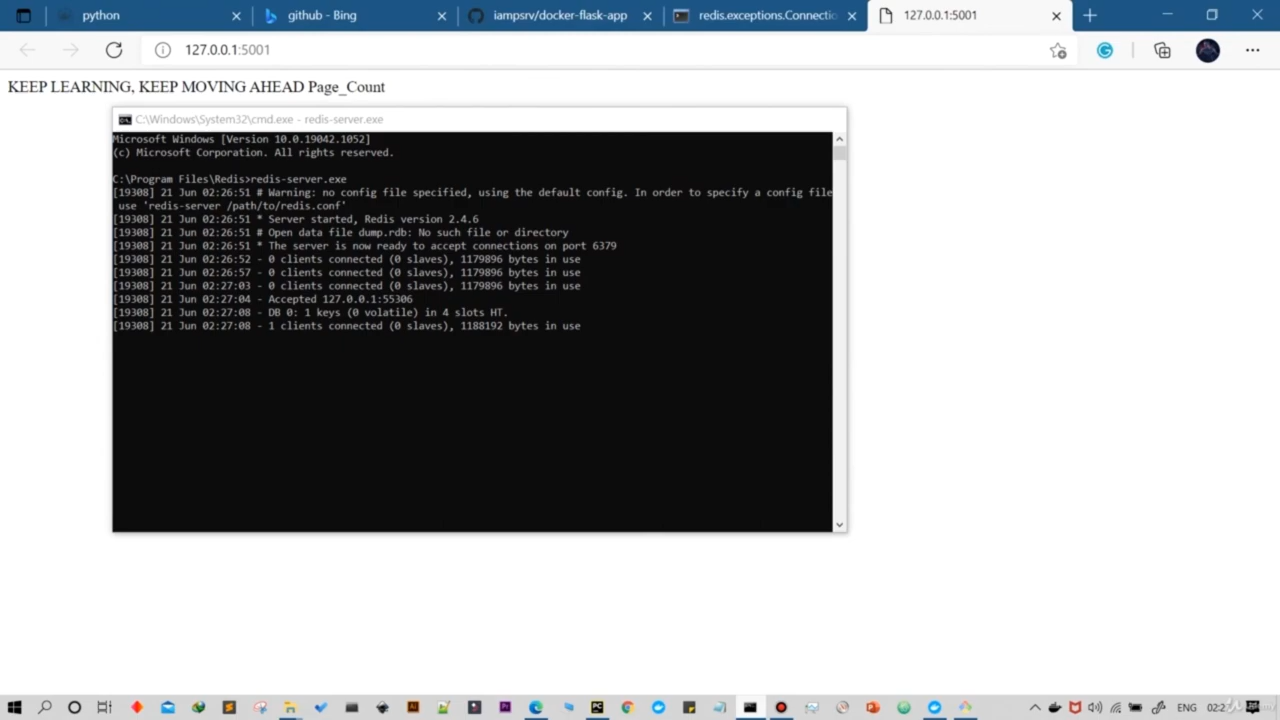 python
github - Bing
iampsrv/docker-flask-app
redis.exceptions.Connectio
127.0.0.1:5001
127.0.0.1:5001
KEEP LEARNING, KEEP MOVING AHEAD Page_Count
C:\Windows\System32\cmd.exe - redis-server.exe
Microsoft Windows [Version 10.0.19042.1052]
(c) Microsoft Corporation. All rights reserved.
C:\Program Files\Redis>redis-server.exe
[19308] 21 Jun 02:26:51 # Warning: no config file specified, using the default config. In order to specify a config file
use 'redis-server /path/to/redis.conf'
[19308] 21 Jun 02:26:51 * Server started, Redis version 2.4.6
[19308] 21 Jun 02:26:51 # Open data file dump.rdb: No such file or directory
[19308] 21 Jun 02:26:51 * The server is now ready to accept connections on port 6379
[19308] 21 Jun 02:26:52 - 0 clients connected (0 slaves), 1179896 bytes in use
[19308] 21 Jun 02:26:57 - 0 clients connected (0 slaves), 1179896 bytes in use
[19308] 21 Jun 02:27:03 - 0 clients connected (0 slaves), 1179896 bytes in use
[19308] 21 Jun 02:27:04 - Accepted 127.0.0.1:55306
[19308] 21 Jun 02:27:08 - DB 0: 1 keys (0 volatile) in 4 slots HT.
[19308] 21 Jun 02:27:08 - 1 clients connected (0 slaves), 1188192 bytes in use
ENG